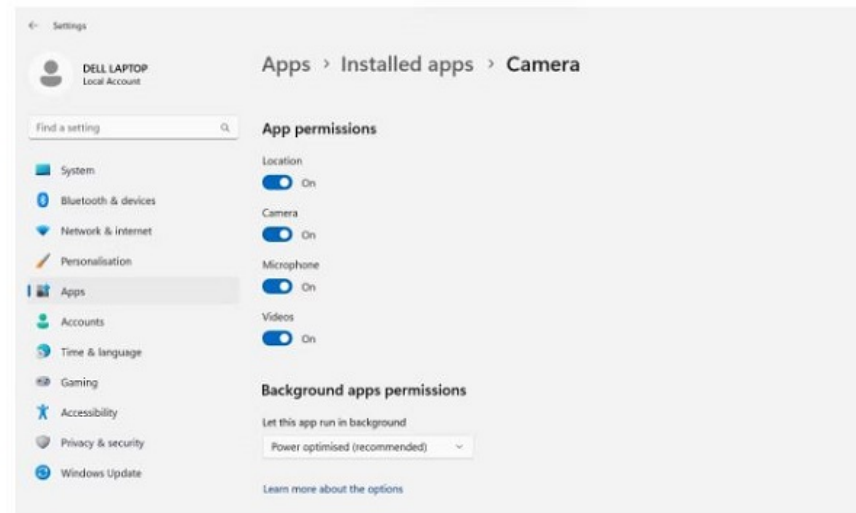 Settings
DELL LAPTOP
Local Account
Find a setting
System
Bluetooth & devices
Network & internet
Personalisation
Apps
Accounts
Time & language
Gaming
Accessibility
Privacy & security
Windows Update
Apps > Installed apps > Camera
App permissions
Location
On
Camera
On
Microphone
On
Videos
On
Background apps permissions
Let this app run in background
Power optimised (recommended)
Learn more about the options